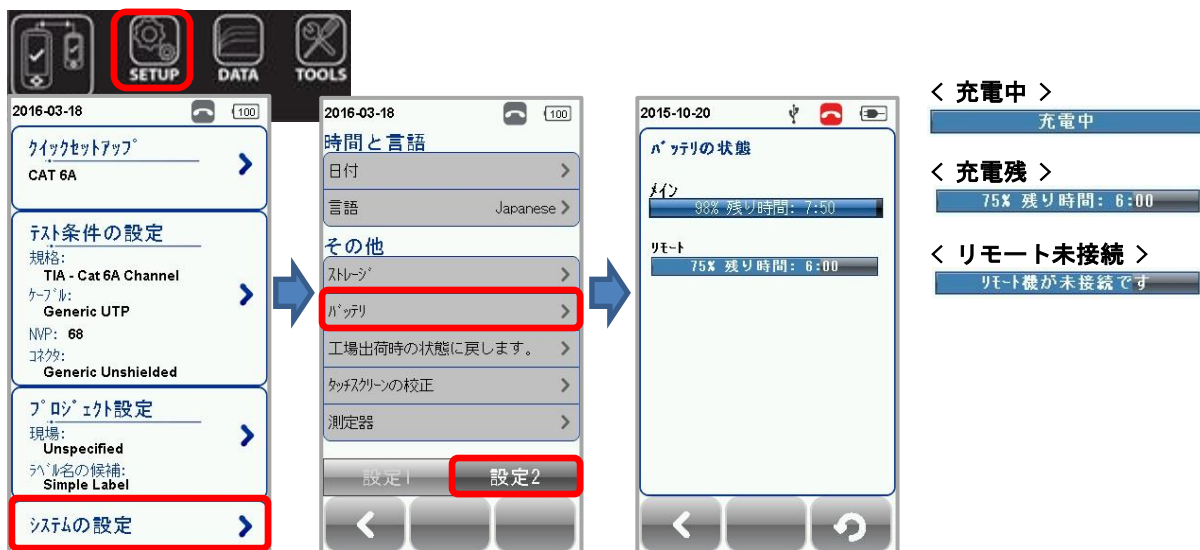 SETUP
DATA
TOOLS
2016-03-18
100
クイックセットアップ
CAT 6A
テスト条件の設定
規格:
TIA - Cat 6A Channel
ケーブル:
Generic UTP
NVP: 68
コネクタ:
Generic Unshielded
プロジェクト設定
現場:
Unspecified
ラベル名の候補:
Simple Label
システムの設定
2016-03-18
100
時間と言語
日付
言語 Japanese
その他
ストレージ
バッテリ
工場出荷時の状態に戻します。
タッチスクリーンの校正
測定器
設定1 設定2
2015-10-20
バッテリの状態
メイン
98% 残り時間: 7:50
リモート
75% 残り時間: 6:00
< 充電中 >
充電中
< 充電残 >
75% 残り時間: 6:00
< リモート未接続 >
リモート機が未接続です